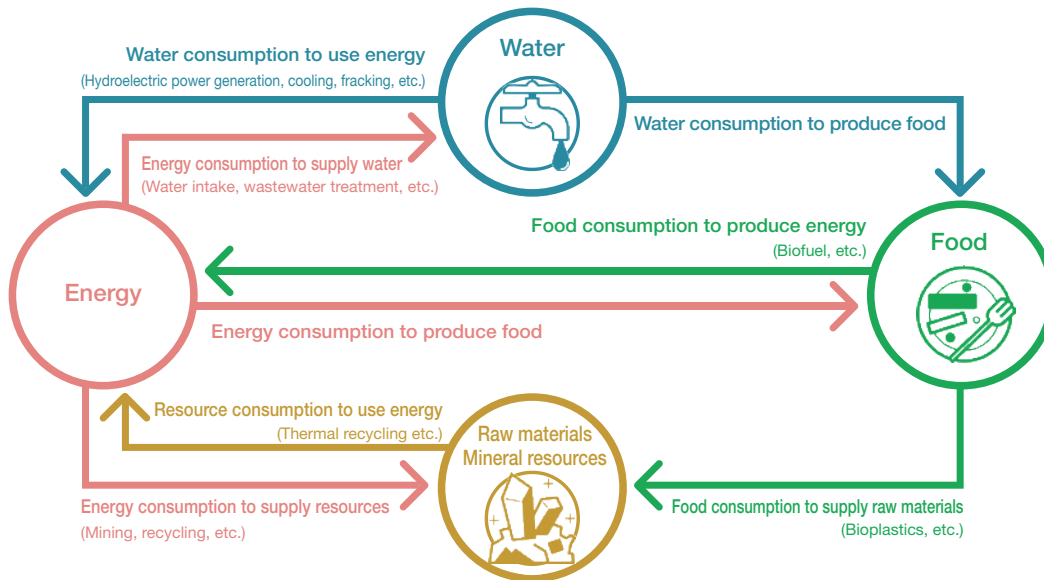 Water consumption to use energy
(Hydroelectric power generation, cooling, fracking, etc.)
Water
Water consumption to produce food
Energy consumption to supply water
(Water intake, wastewater treatment, etc.)
Food consumption to produce energy
(Biofuel, etc.)
Food
Energy
Energy consumption to produce food
Resource consumption to use energy
(Thermal recycling etc.)
Raw materials
Mineral resources
Energy consumption to supply resources
(Mining, recycling, etc.)
Food consumption to supply raw materials
(Bioplastics, etc.)